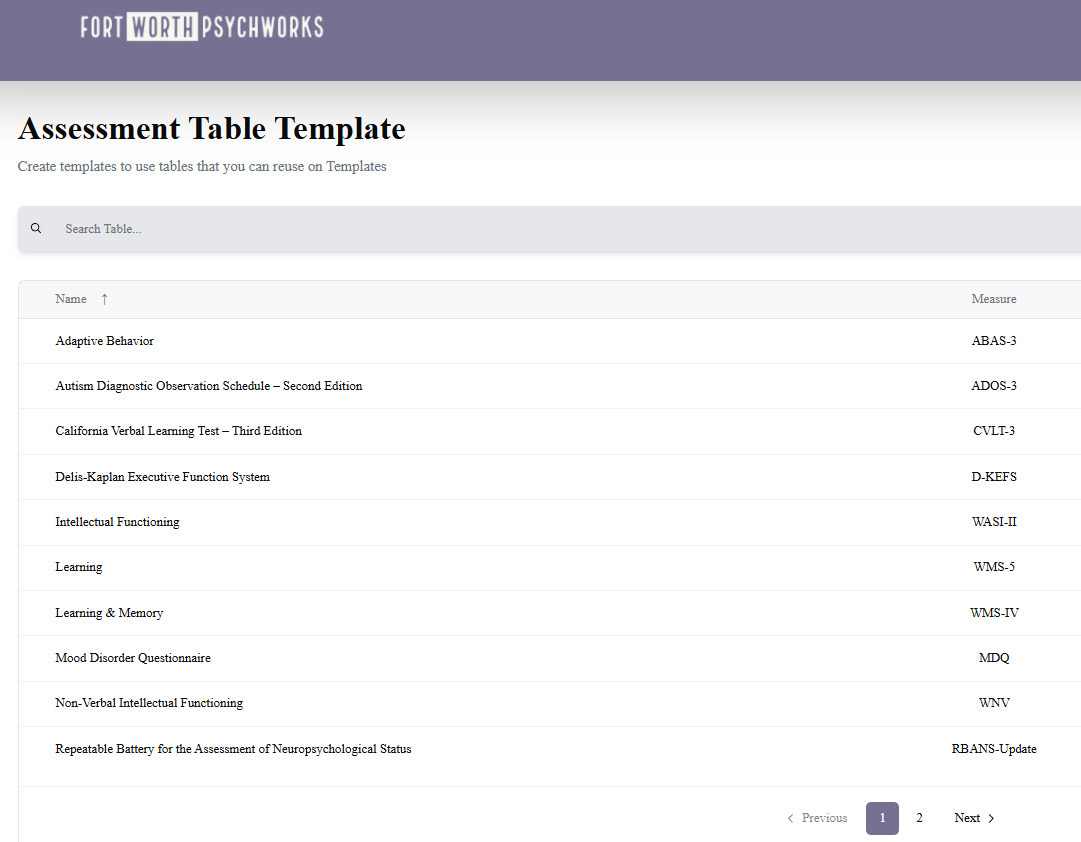 FORT WORTH PSYCHWORKS
Assessment Table Template
Create templates to use tables that you can reuse on Templates
Search Table...
Name ↑ Measure
Adaptive Behavior ABAS-3
Autism Diagnostic Observation Schedule – Second Edition ADOS-3
California Verbal Learning Test – Third Edition CVLT-3
Delis-Kaplan Executive Function System D-KEFS
Intellectual Functioning WASI-II
Learning WMS-5
Learning & Memory WMS-IV
Mood Disorder Questionnaire MDQ
Non-Verbal Intellectual Functioning WNV
Repeatable Battery for the Assessment of Neuropsychological Status RBANS-Update
< Previous 1 2 Next >